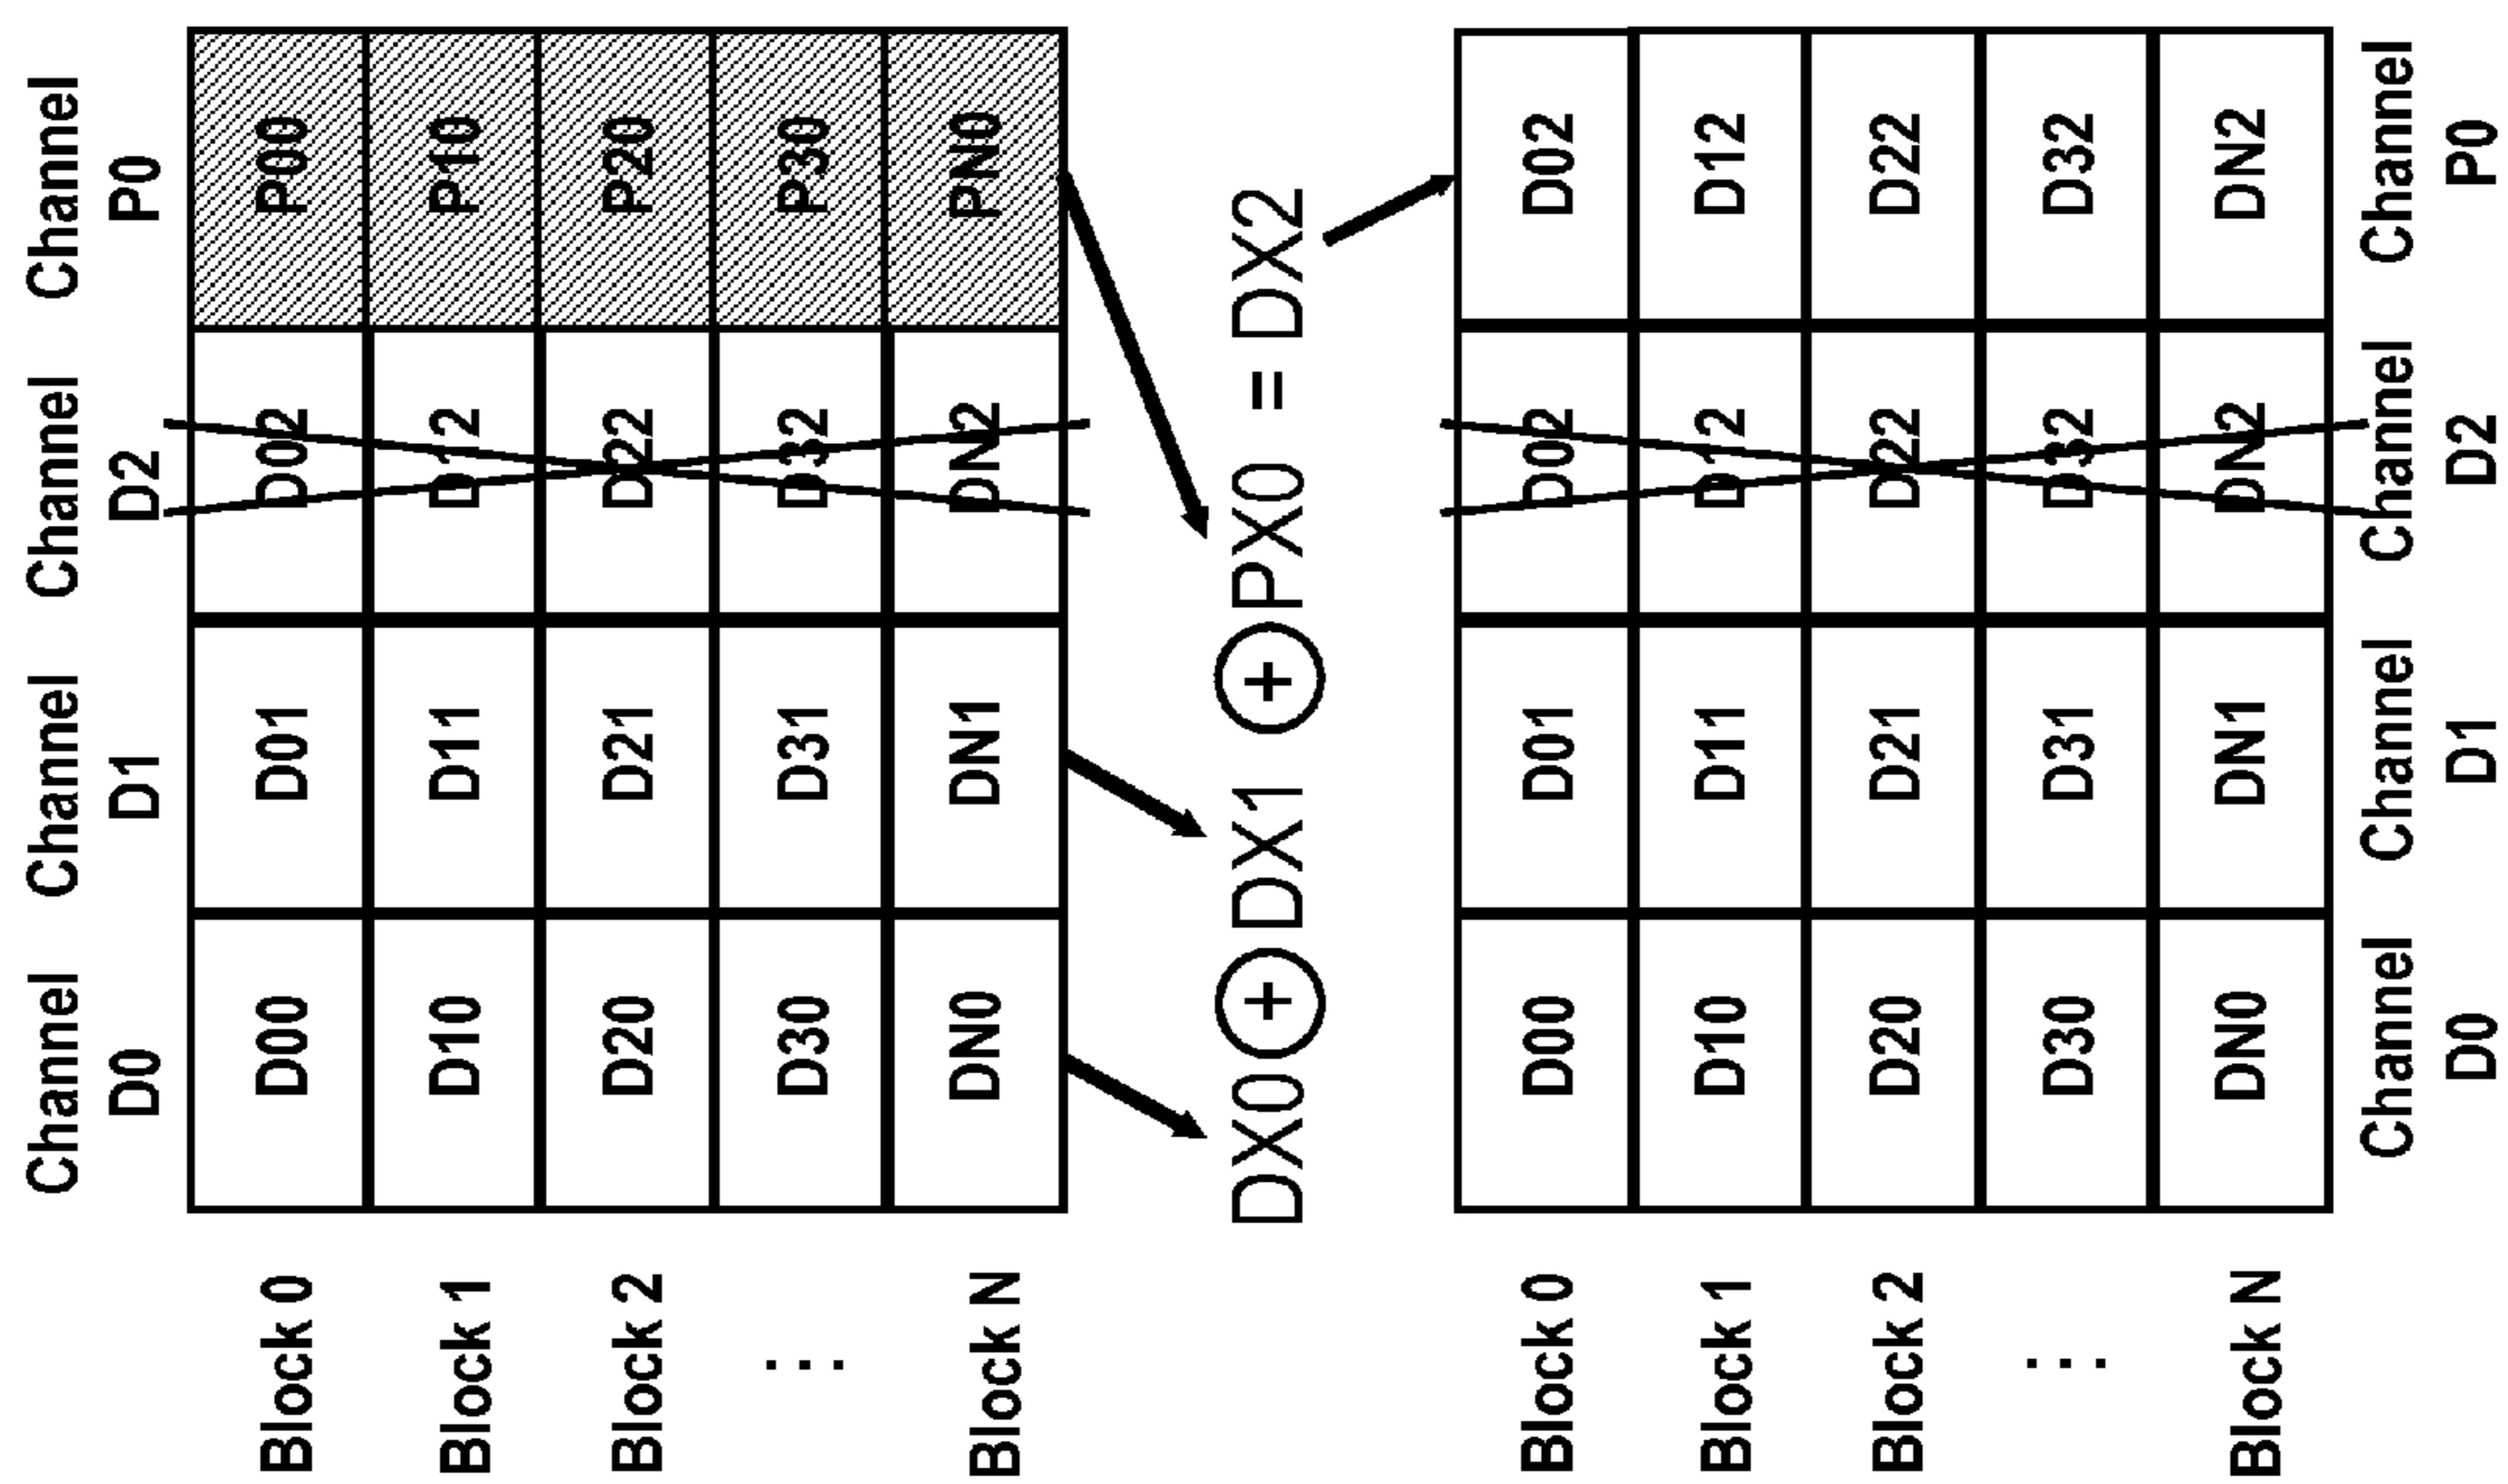 Channel D0 Channel D1 Channel D2 Channel P0
Block 0 D00 D01 D02 P00
Block 1 D10 D11 D12 P10
Block 2 D20 D21 D22 P20
⋮ D30 D31 D32 P30
Block N DN0 DN1 DN2 PN0
DX0 ⊕ DX1 ⊕ PX0 = DX2
Block 0 D00 D01 D02 D02
Block 1 D10 D11 D12 D12
Block 2 D20 D21 D22 D22
⋮ D30 D31 D32 D32
Block N DN0 DN1 DN2 DN2
Channel D0 Channel D1 Channel D2 Channel P0